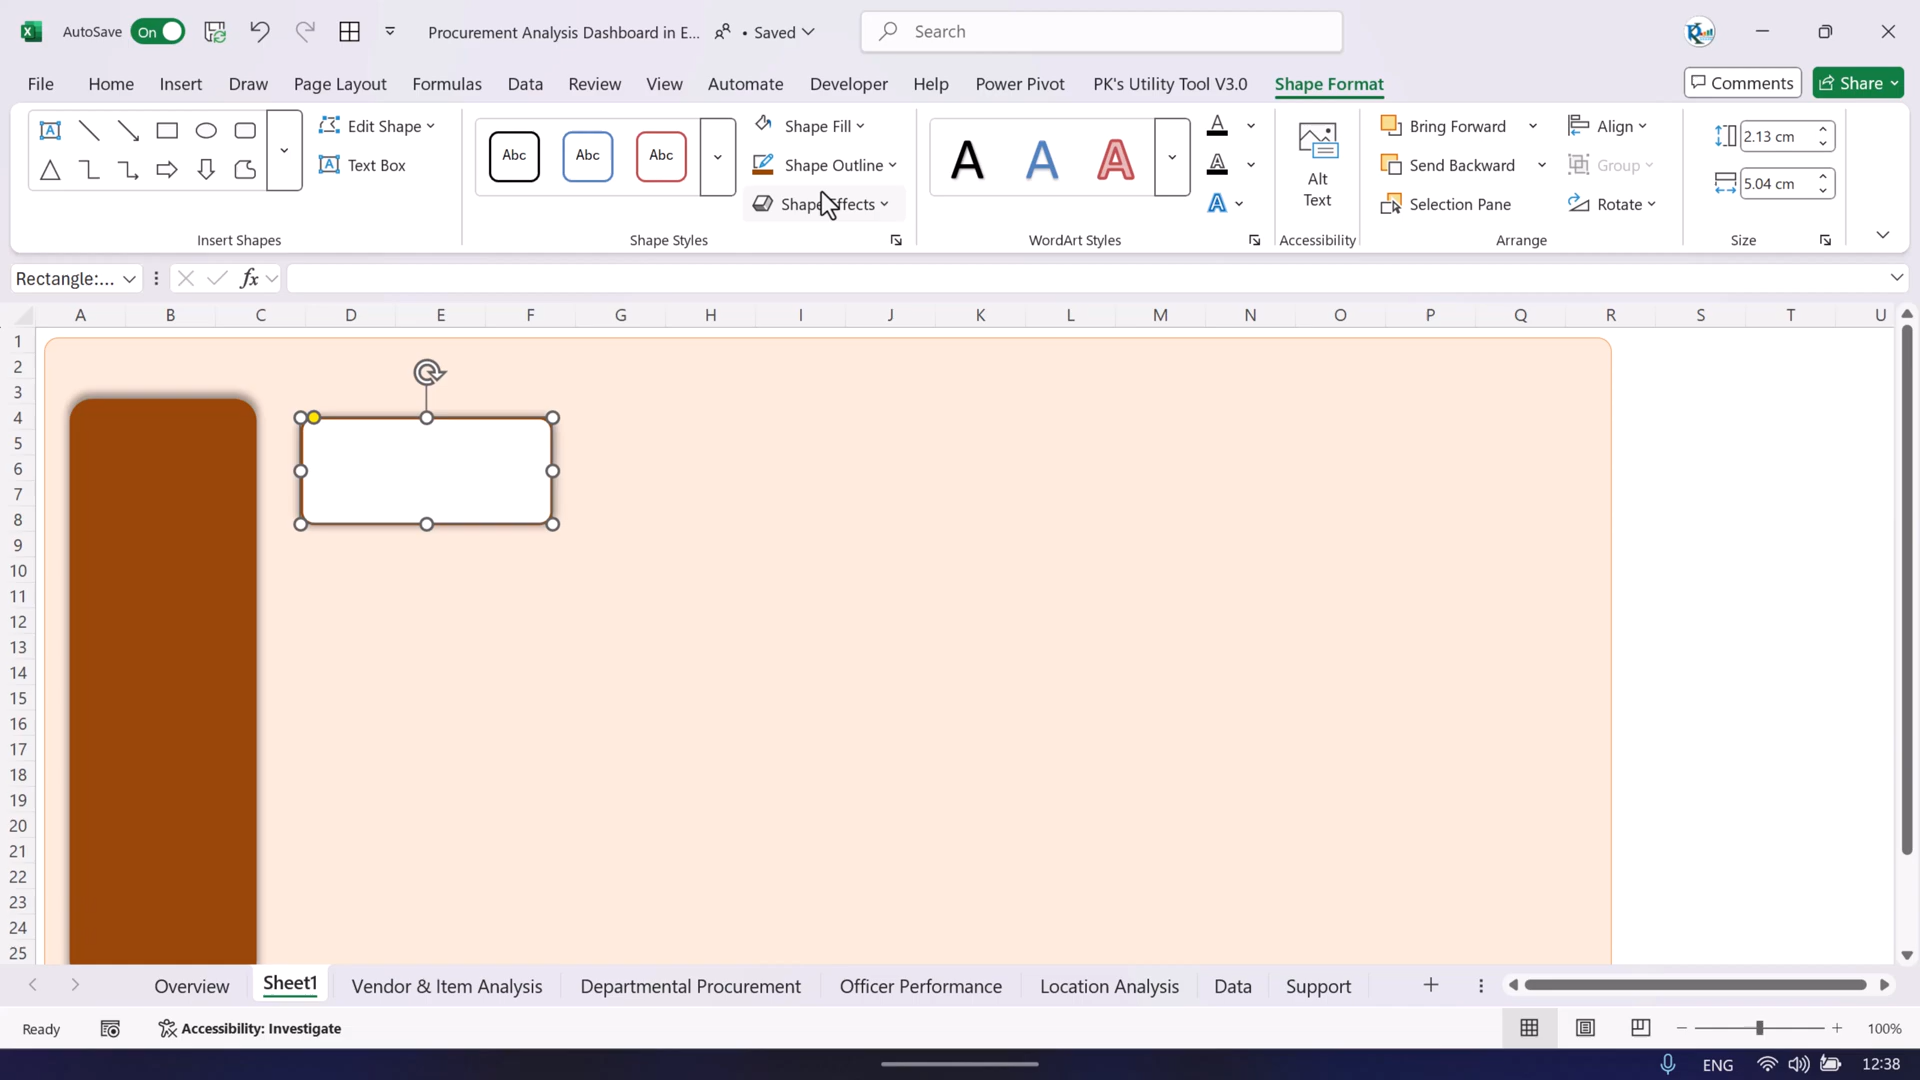 AutoSave On Procurement Analysis Dashboard in E... • Saved Search
File Home Insert Draw Page Layout Formulas Data Review View Automate Developer Help Power Pivot PK's Utility Tool V3.0 Shape Format Comments Share
Edit Shape
Text Box
Insert Shapes
Abc Abc Abc
Shape Fill
Shape Outline
Shape Effects
Shape Styles
A A A
WordArt Styles
Alt
Text
Accessibility
Bring Forward
Send Backward
Selection Pane
Align
Group
Rotate
Arrange
2.13 cm
5.04 cm
Size
Rectangle:... fx
A B C D E F G H I J K L M N O P Q R S T U
1
2
3
4
5
6
7
8
9
10
11
12
13
14
15
16
17
18
19
20
21
22
23
24
25
Overview Sheet1 Vendor & Item Analysis Departmental Procurement Officer Performance Location Analysis Data Support
Ready Accessibility: Investigate 100%
ENG 12:38